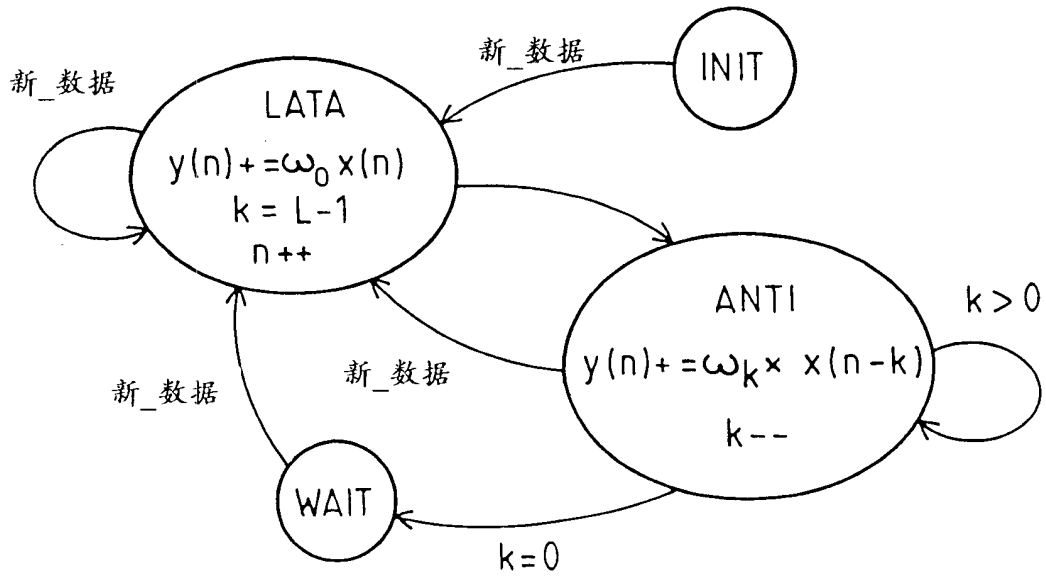 新_数据
INIT
新_数据
LATA
y(n)+=ω₀x(n)
k = L-1
n++
ANTI
k>0
y(n)+=ωₖx x(n-k)
k--
新_数据
新_数据
WAIT
k=0